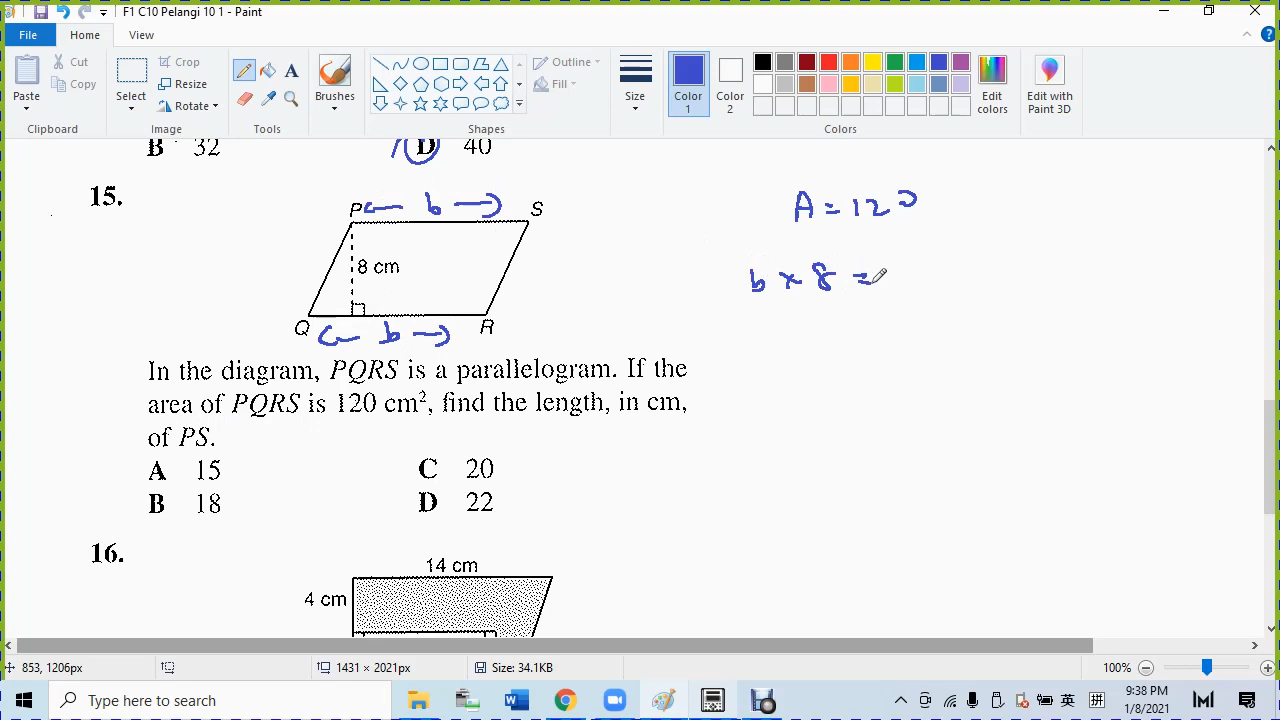 F1 C10 Pelangi 10 1 - Paint
File Home View
Paste Cut Copy
Clipboard
Select Crop Resize Rotate
Image
Tools
Brushes
Shapes
Outline Fill
Size
Color 1
Color 2
Edit colors
Colors
Edit with Paint 3D
B 32 D 40
15.
P b S
8 cm
Q b R
A = 120
b × 8 =
In the diagram, PQRS is a parallelogram. If the
area of PQRS is 120 cm², find the length, in cm,
of PS.
A 15 C 20
B 18 D 22
16.
14 cm
4 cm
853, 1206px 1431 × 2021px Size: 34.1KB 100%
Type here to search
英 拼 9:38 PM
1/8/2021